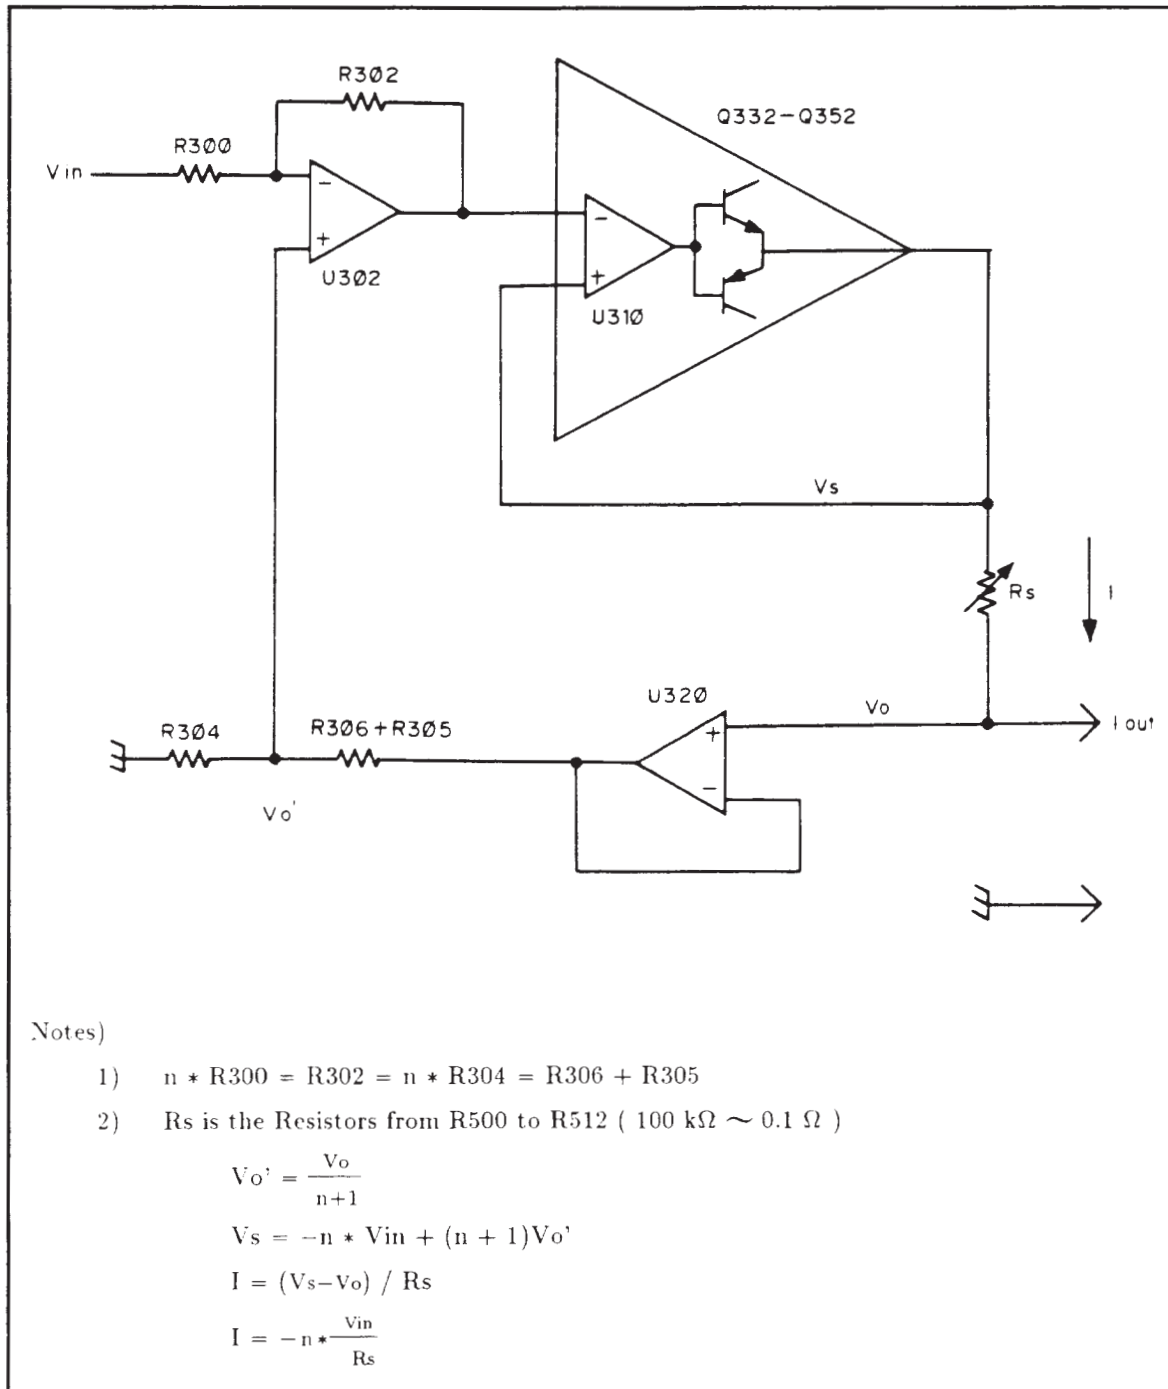 R302
Q332-Q352
R300
Vin
-
+
U302
-
+
U310
Vs
Rs
I
U320
Vo
+
-
I out
R304
R306+R305
Vo'
Notes)
1) n * R300 = R302 = n * R304 = R306 + R305
2) Rs is the Resistors from R500 to R512 ( 100 kΩ ~ 0.1 Ω )
Vo' = Vo
n+1
Vs = -n * Vin + (n + 1)Vo'
I = (Vs-Vo) / Rs
I = -n * Vin
Rs